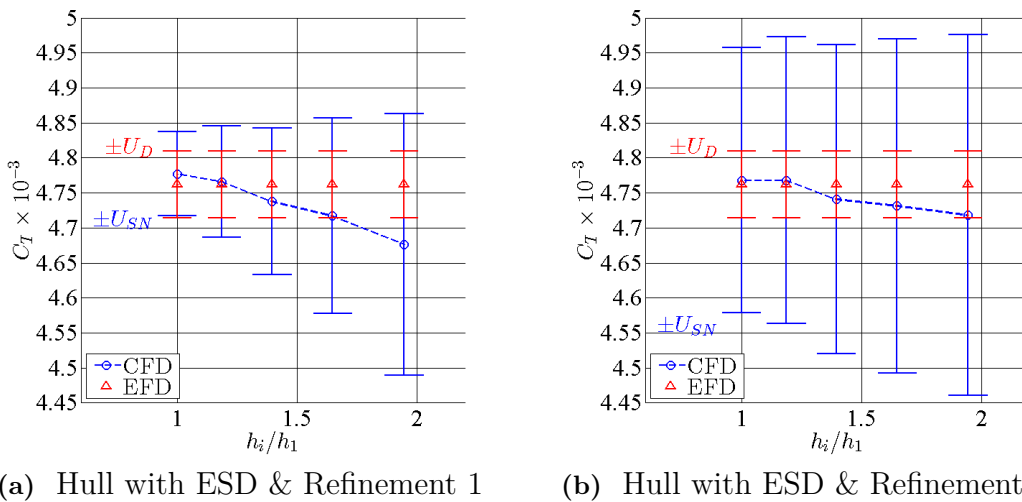 5
4.95
4.9
4.85
4.8
4.75
4.7
4.65
4.6
4.55
4.5
4.45
C_T × 10^{-3}
±U_D
±U_{SN}
CFD
EFD
1
1.5
2
h_i/h_1
(a) Hull with ESD & Refinement 1
5
4.95
4.9
4.85
4.8
4.75
4.7
4.65
4.6
4.55
4.5
4.45
C_T × 10^{-3}
±U_D
±U_{SN}
CFD
EFD
1
1.5
2
h_i/h_1
(b) Hull with ESD & Refinement